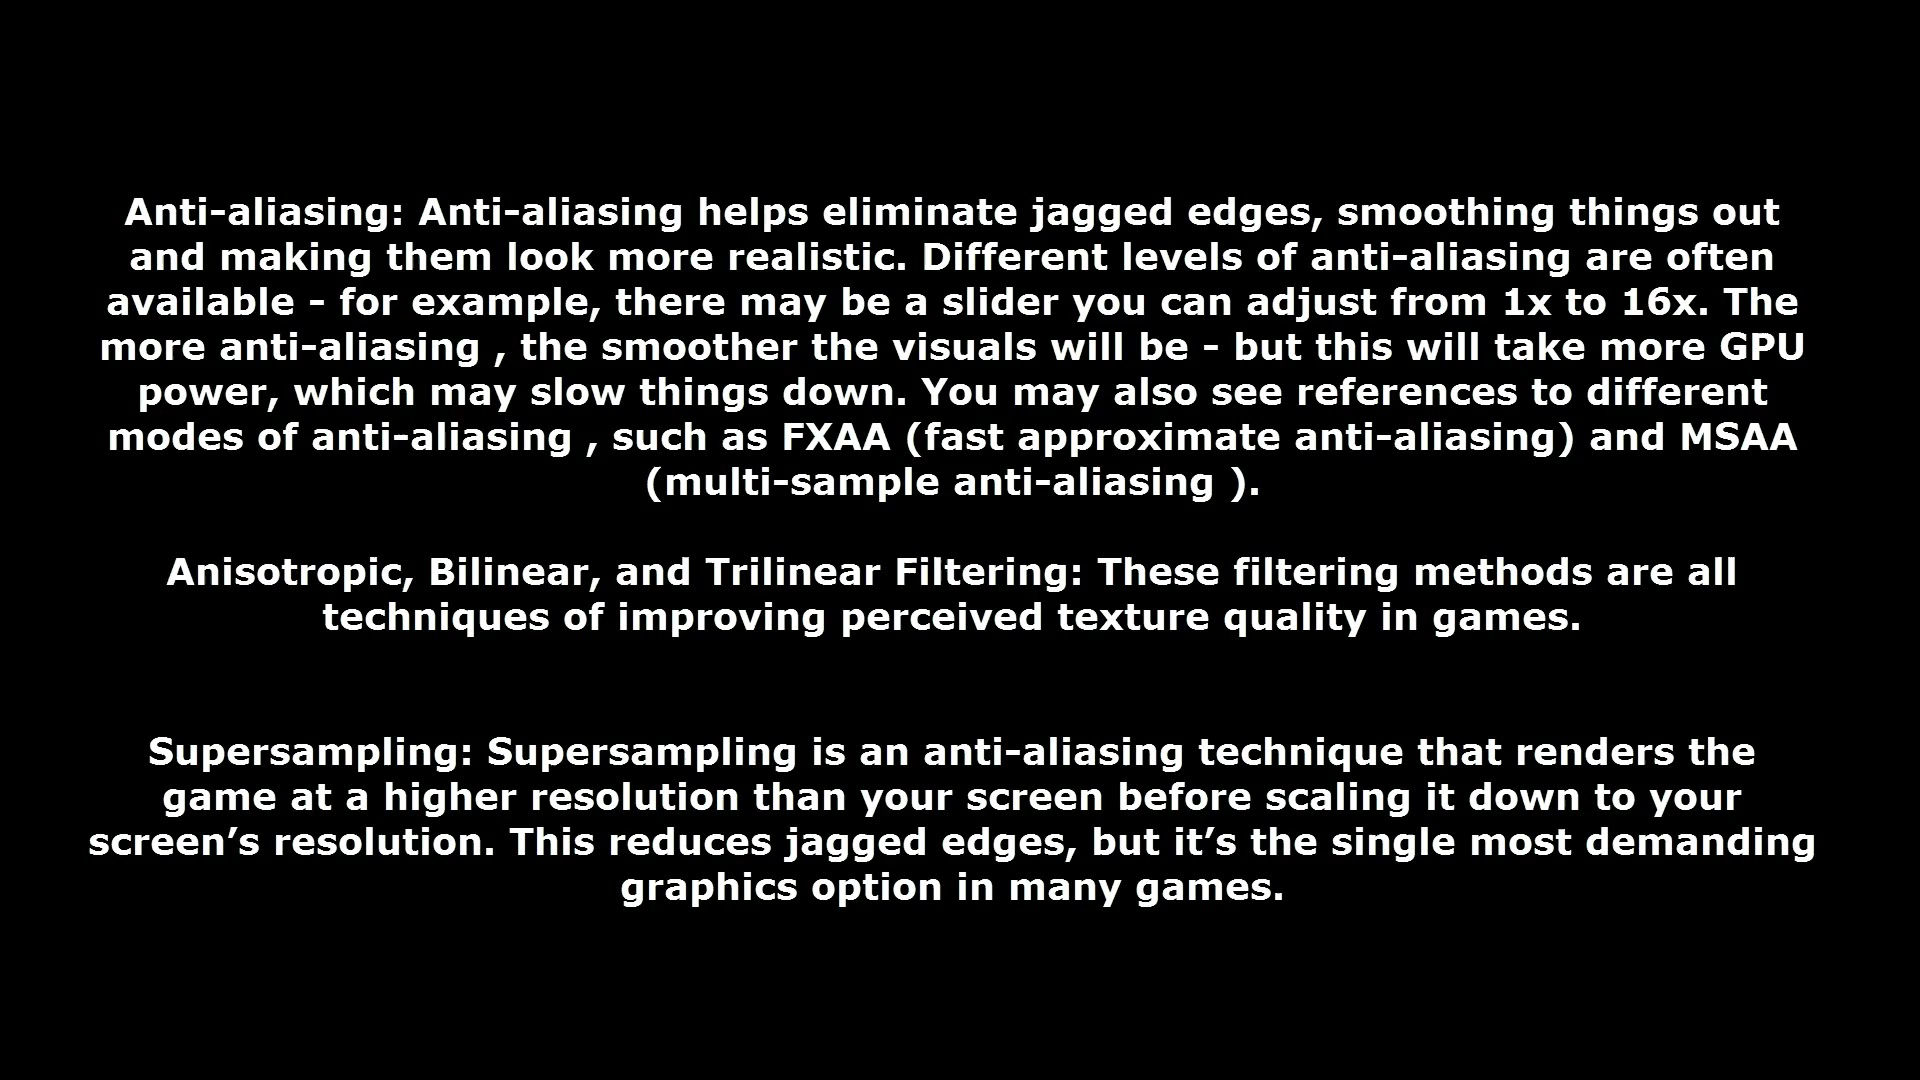 Anti-aliasing: Anti-aliasing helps eliminate jagged edges, smoothing things out
and making them look more realistic. Different levels of anti-aliasing are often
available - for example, there may be a slider you can adjust from 1x to 16x. The
more anti-aliasing , the smoother the visuals will be - but this will take more GPU
power, which may slow things down. You may also see references to different
modes of anti-aliasing , such as FXAA (fast approximate anti-aliasing) and MSAA
(multi-sample anti-aliasing ).
Anisotropic, Bilinear, and Trilinear Filtering: These filtering methods are all
techniques of improving perceived texture quality in games.
Supersampling: Supersampling is an anti-aliasing technique that renders the
game at a higher resolution than your screen before scaling it down to your
screen’s resolution. This reduces jagged edges, but it’s the single most demanding
graphics option in many games.